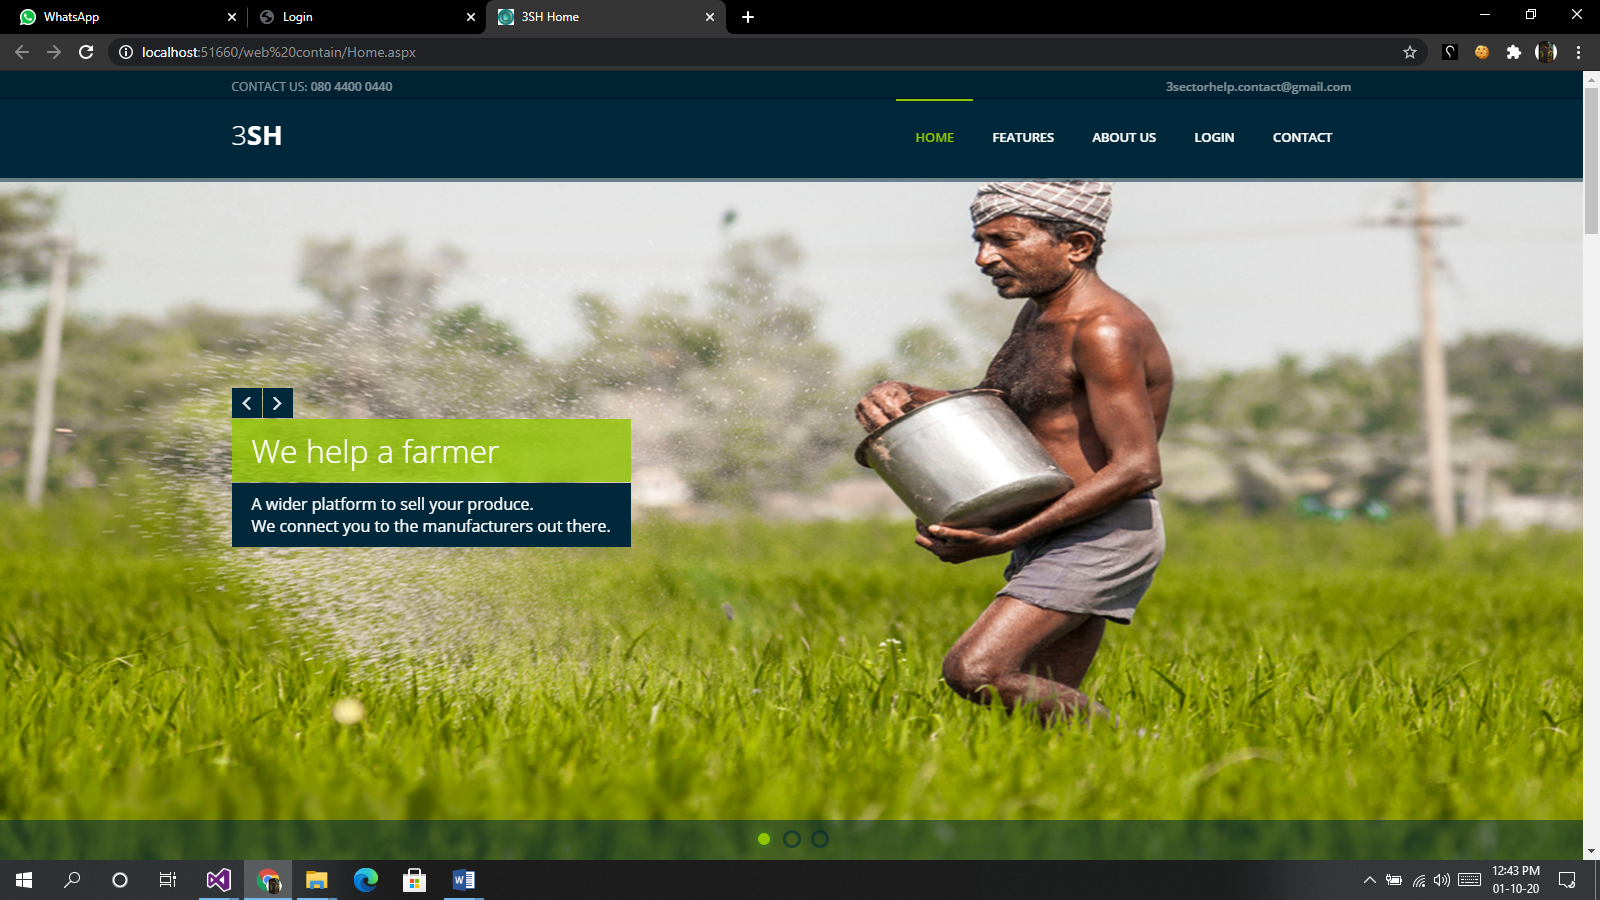 WhatsApp
Login
3SH Home
localhost:51660/web%20contain/Home.aspx
CONTACT US: 080 4400 0440
3sectorhelp.contact@gmail.com
3SH
HOME
FEATURES
ABOUT US
LOGIN
CONTACT
We help a farmer
A wider platform to sell your produce.
We connect you to the manufacturers out there.
12:43 PM
01-10-20